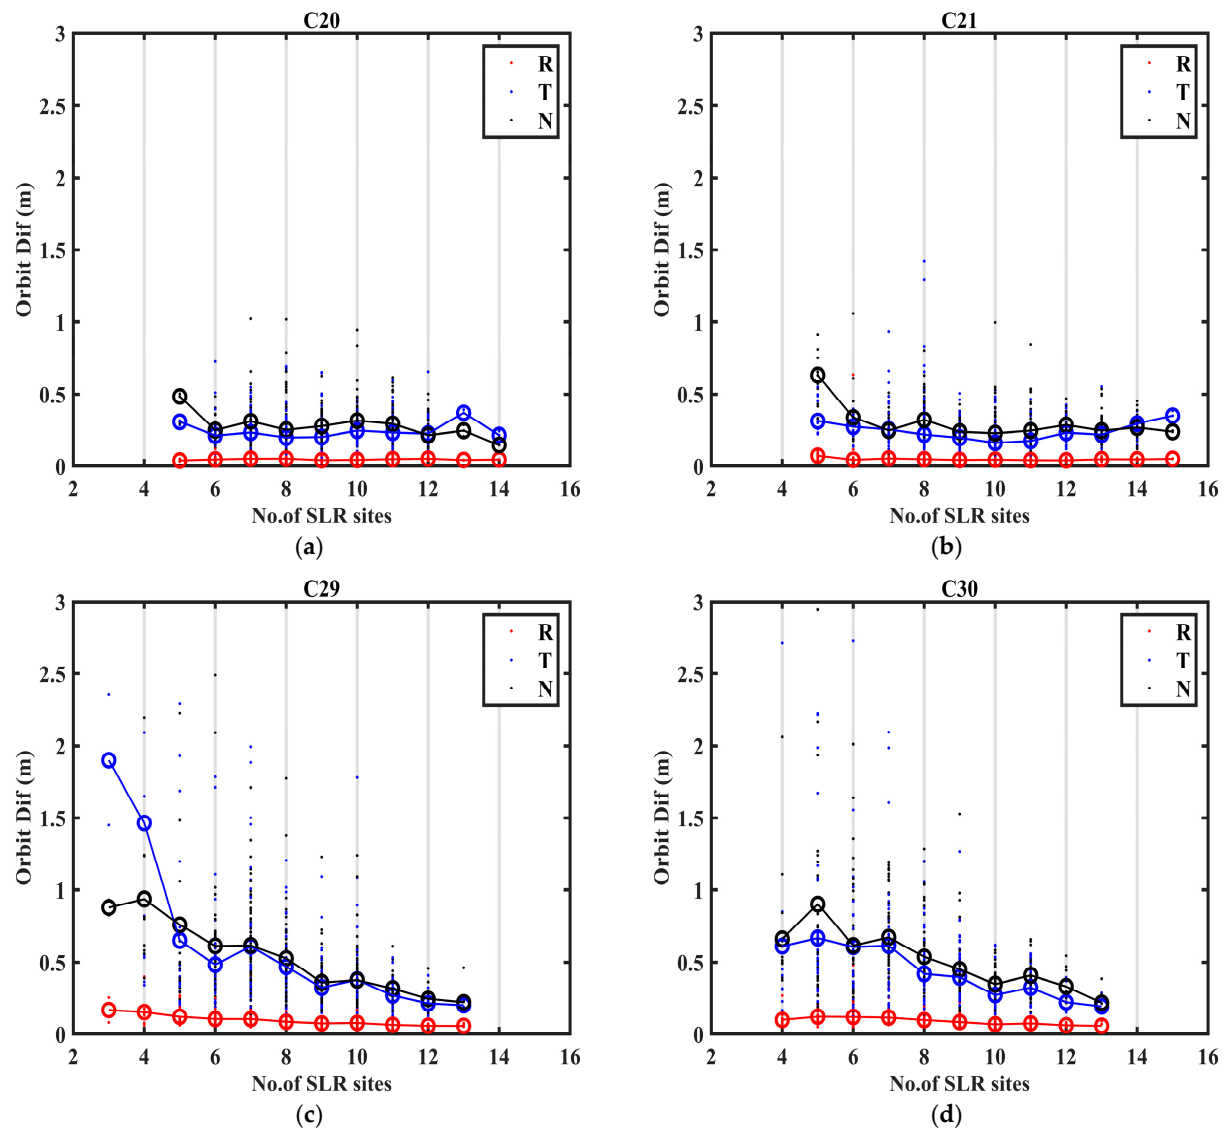 C20
3
2.5
2
1.5
1
0.5
0
Orbit Dif (m)
R
T
N
2 4 6 8 10 12 14 16
No.of SLR sites
(a)
C21
3
2.5
2
1.5
1
0.5
0
Orbit Dif (m)
R
T
N
2 4 6 8 10 12 14 16
No.of SLR sites
(b)
C29
3
2.5
2
1.5
1
0.5
0
Orbit Dif (m)
R
T
N
2 4 6 8 10 12 14 16
No.of SLR sites
(c)
C30
3
2.5
2
1.5
1
0.5
0
Orbit Dif (m)
R
T
N
2 4 6 8 10 12 14 16
No.of SLR sites
(d)